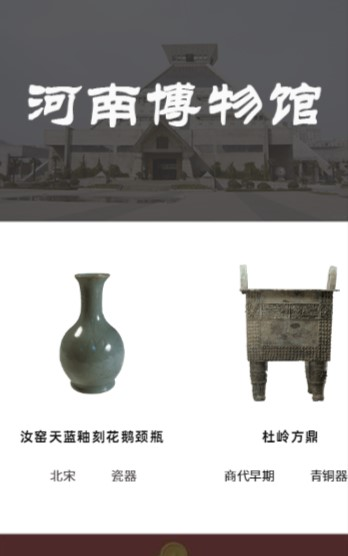 河南博物馆
汝窑天蓝釉刻花鹅颈瓶
杜岭方鼎
北宋 瓷器
商代早期 青铜器